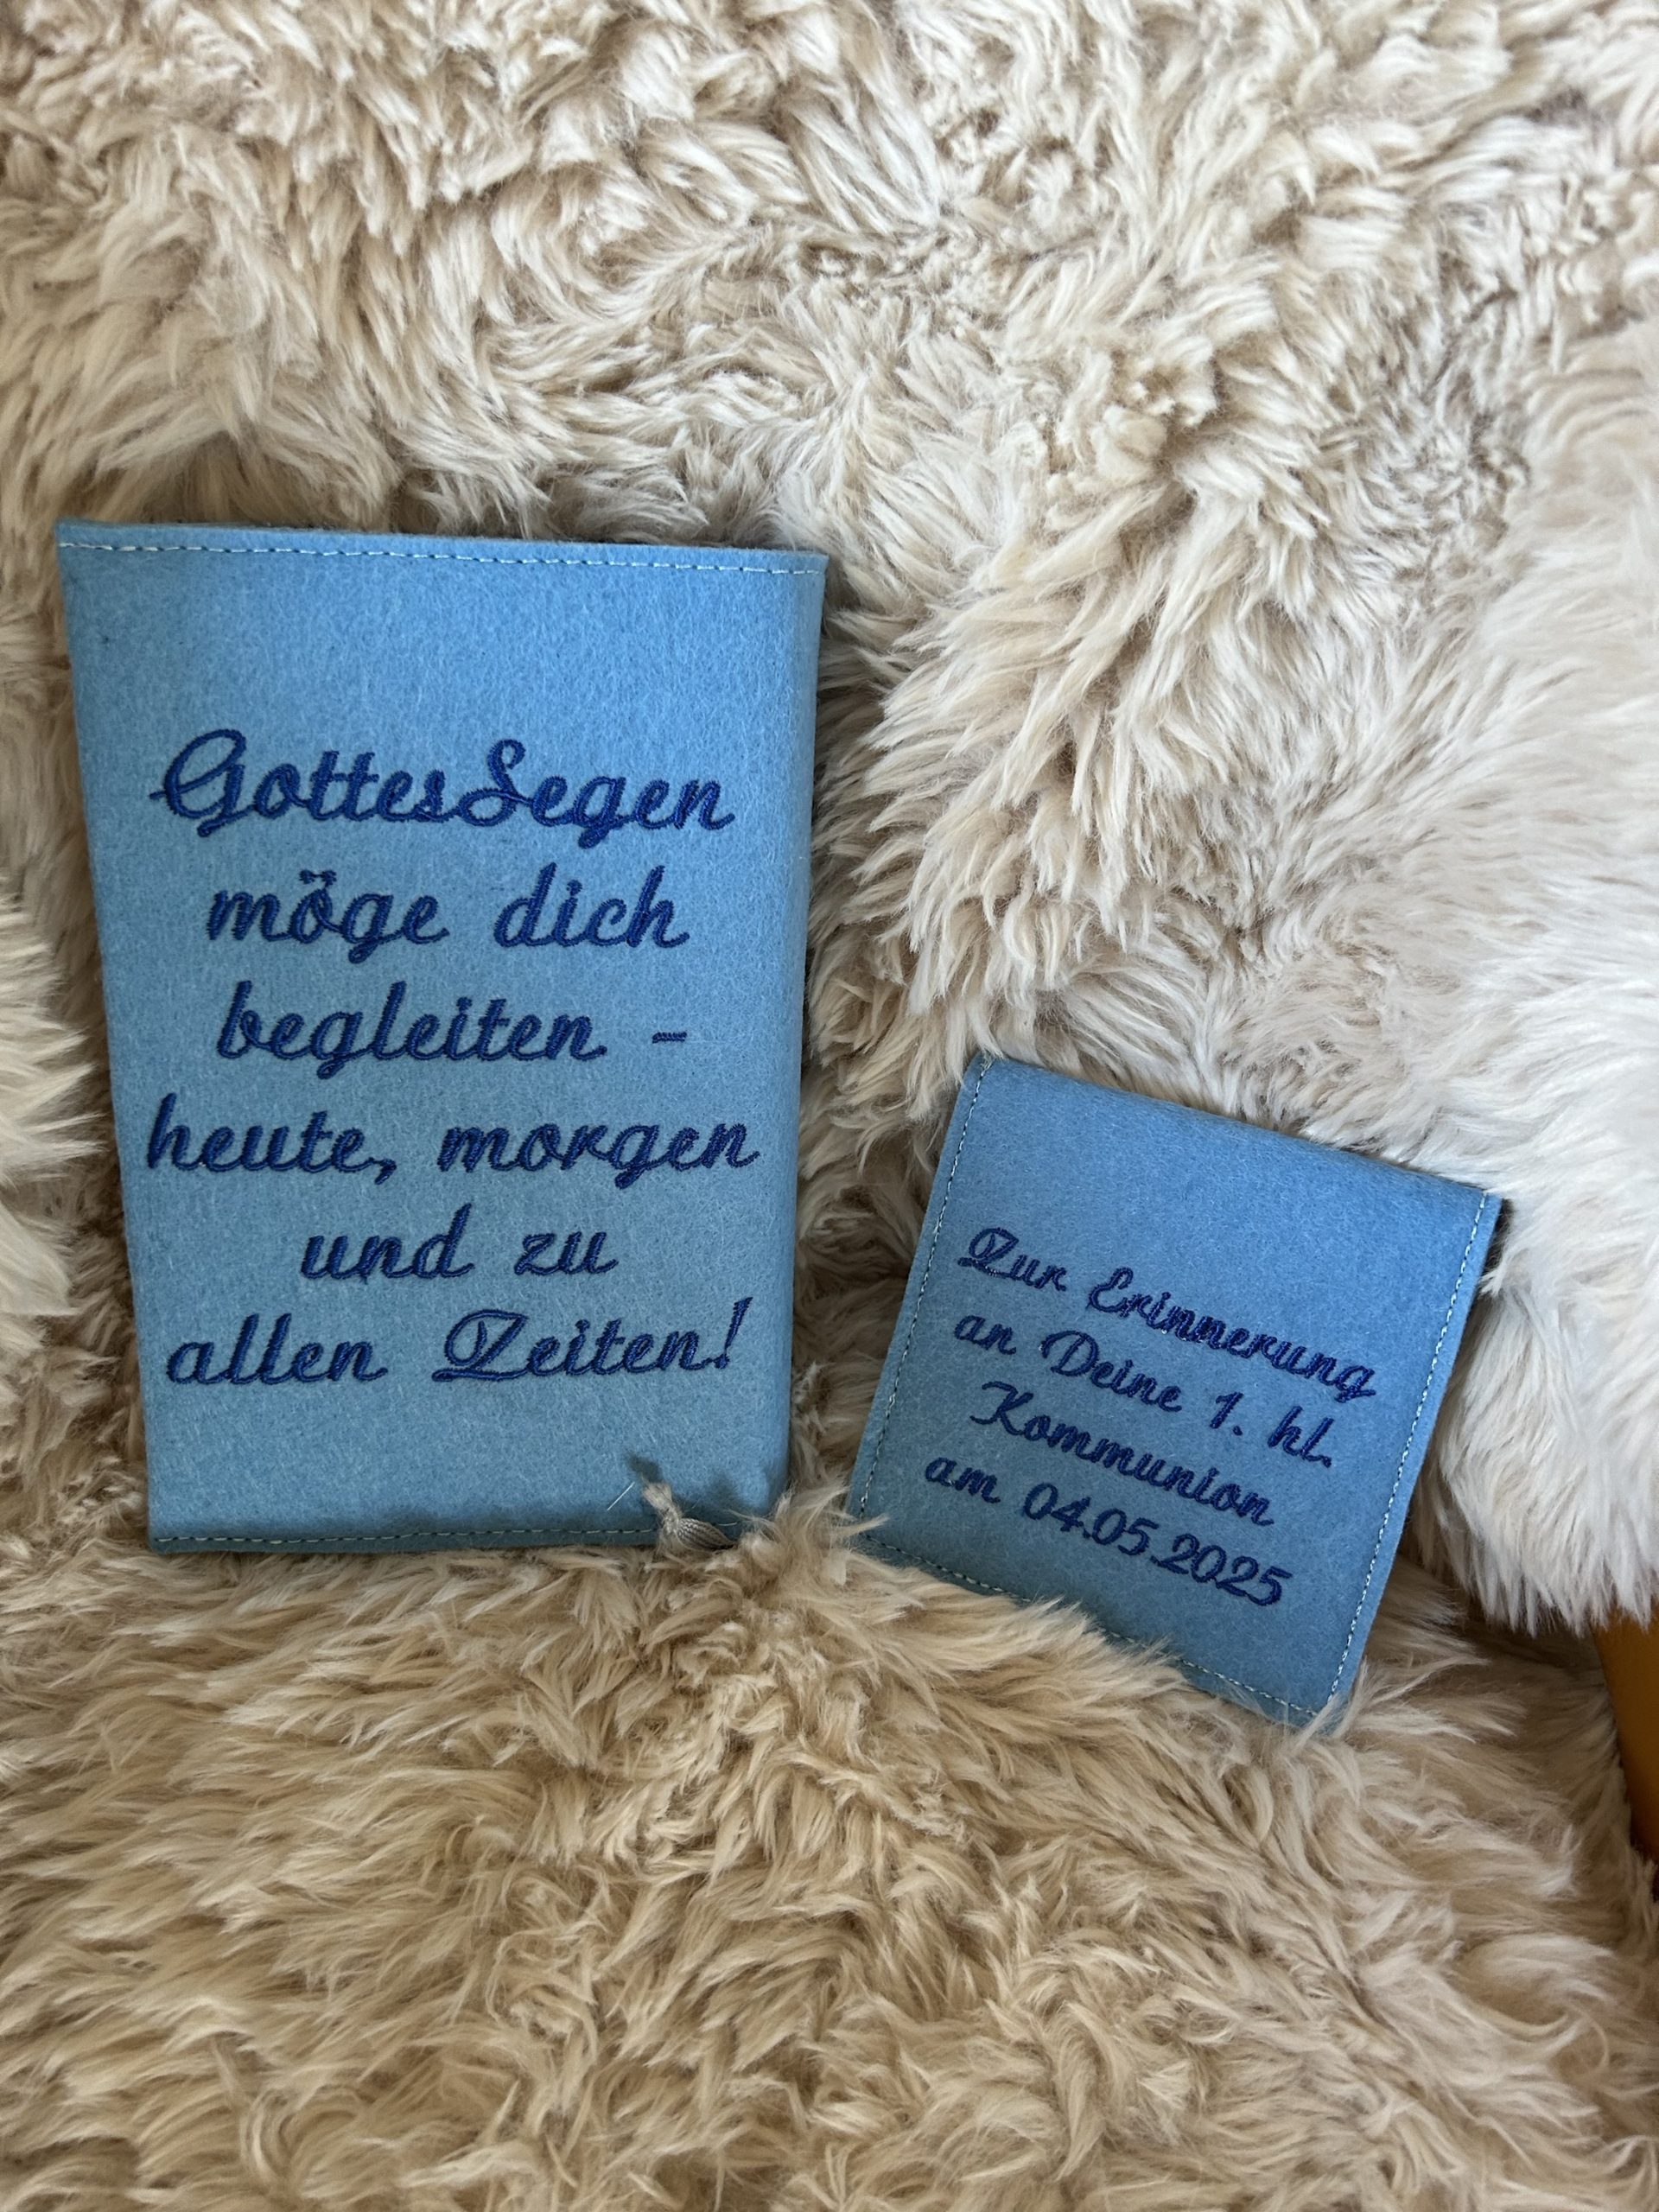 GottesSegen
möge dich
begleiten -
heute, morgen
und zu
allen Zeiten!
Zur Erinnerung
an Deine 1. hl.
Kommunion
am 04.05.2025